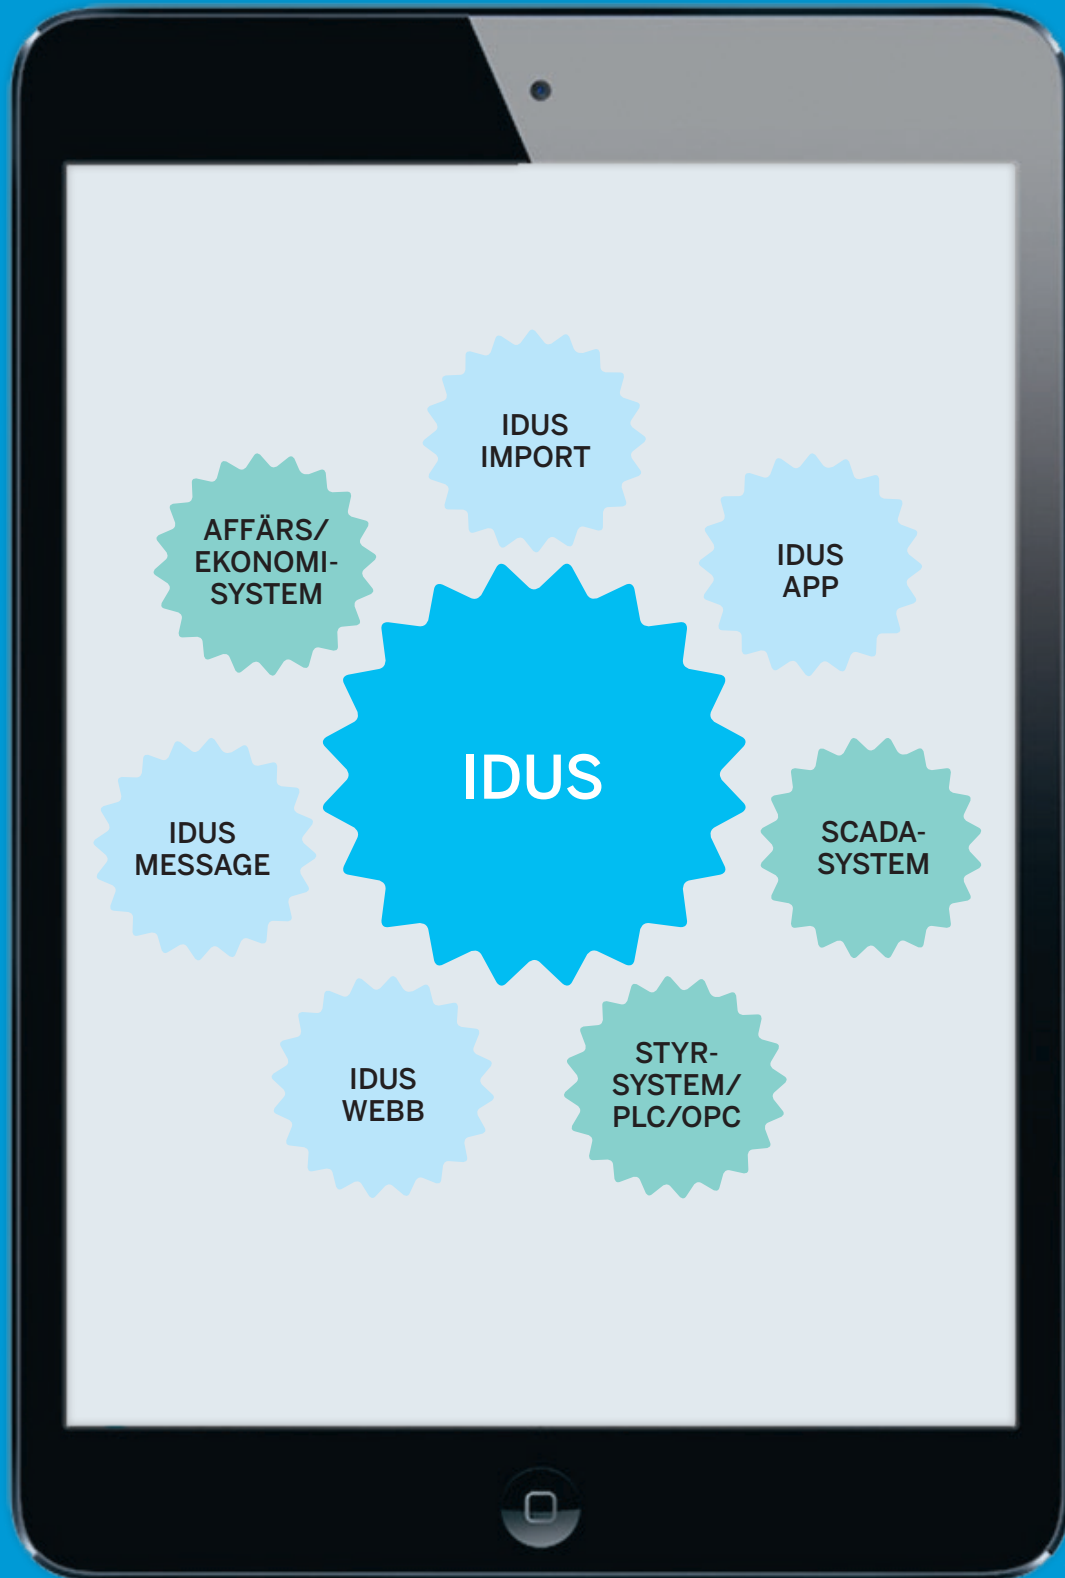 IDUS
IMPORT
AFFÄRS/
EKONOMI-
SYSTEM
IDUS
APP
IDUS
IDUS
MESSAGE
SCADA-
SYSTEM
IDUS
WEBB
STYR-
SYSTEM/
PLC/OPC